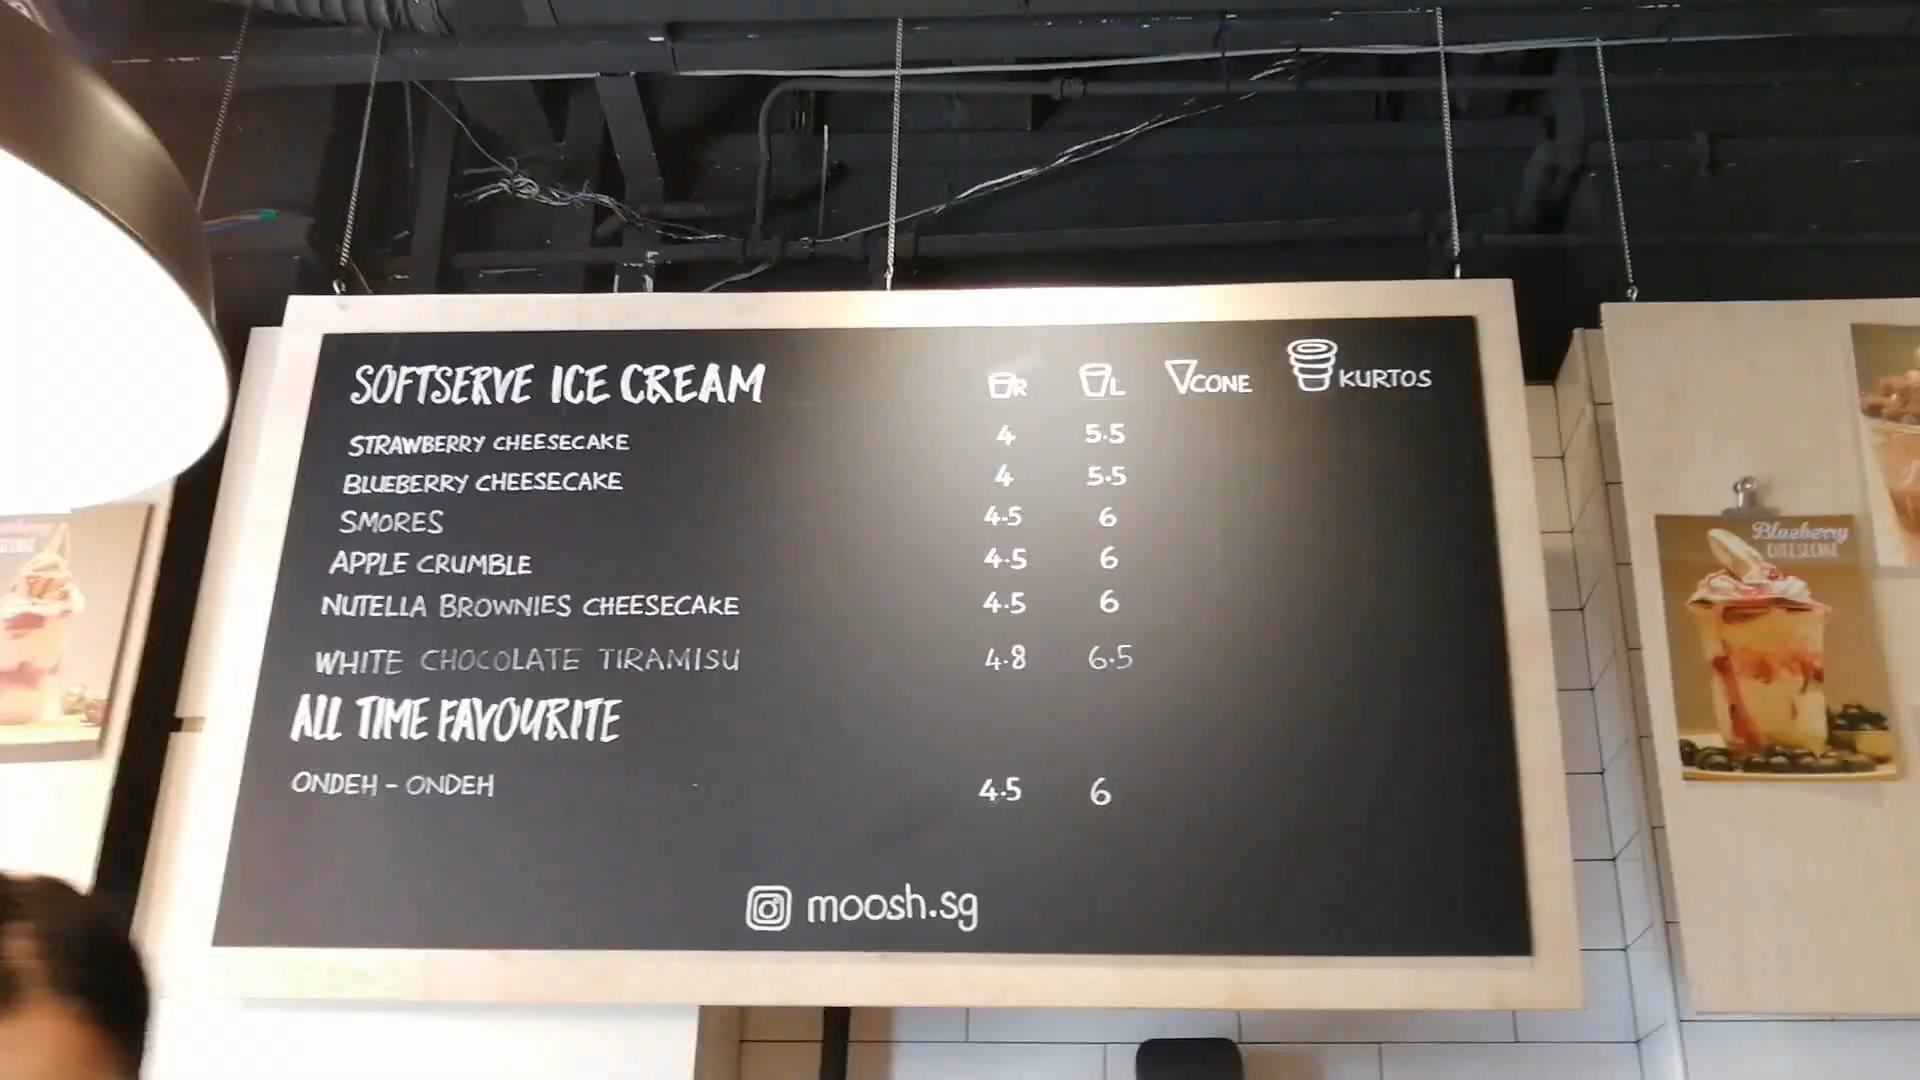 SOFTSERVE ICE CREAM R L CONE KURTOS
STRAWBERRY CHEESECAKE 4 5.5
BLUEBERRY CHEESECAKE 4 5.5
SMORES 4.5 6
APPLE CRUMBLE 4.5 6
NUTELLA BROWNIES CHEESECAKE 4.5 6
WHITE CHOCOLATE TIRAMISU 4.8 6.5
ALL TIME FAVOURITE
ONDEH - ONDEH 4.5 6
moosh.sg
Blueberry
CHEESECAKE